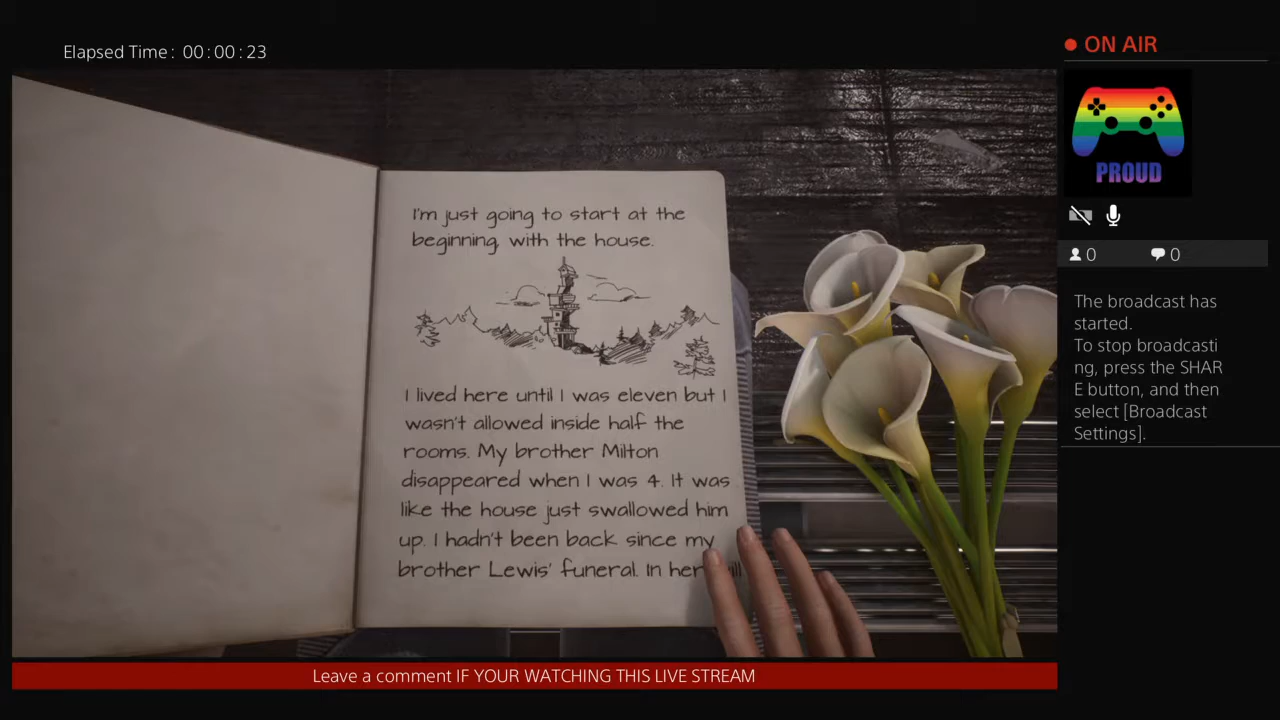 Elapsed Time: 00:00:23
ON AIR
PROUD
0
0
The broadcast has
started.
To stop broadcasti
ng, press the SHAR
E button, and then
select [Broadcast
Settings].
I'm just going to start at the
beginning, with the house.
I lived here until I was eleven but I
wasn't allowed inside half the
rooms. My brother Milton
disappeared when I was 4. It was
like the house just swallowed him
up. I hadn't been back since my
brother Lewis' funeral. In her
Leave a comment IF YOUR WATCHING THIS LIVE STREAM